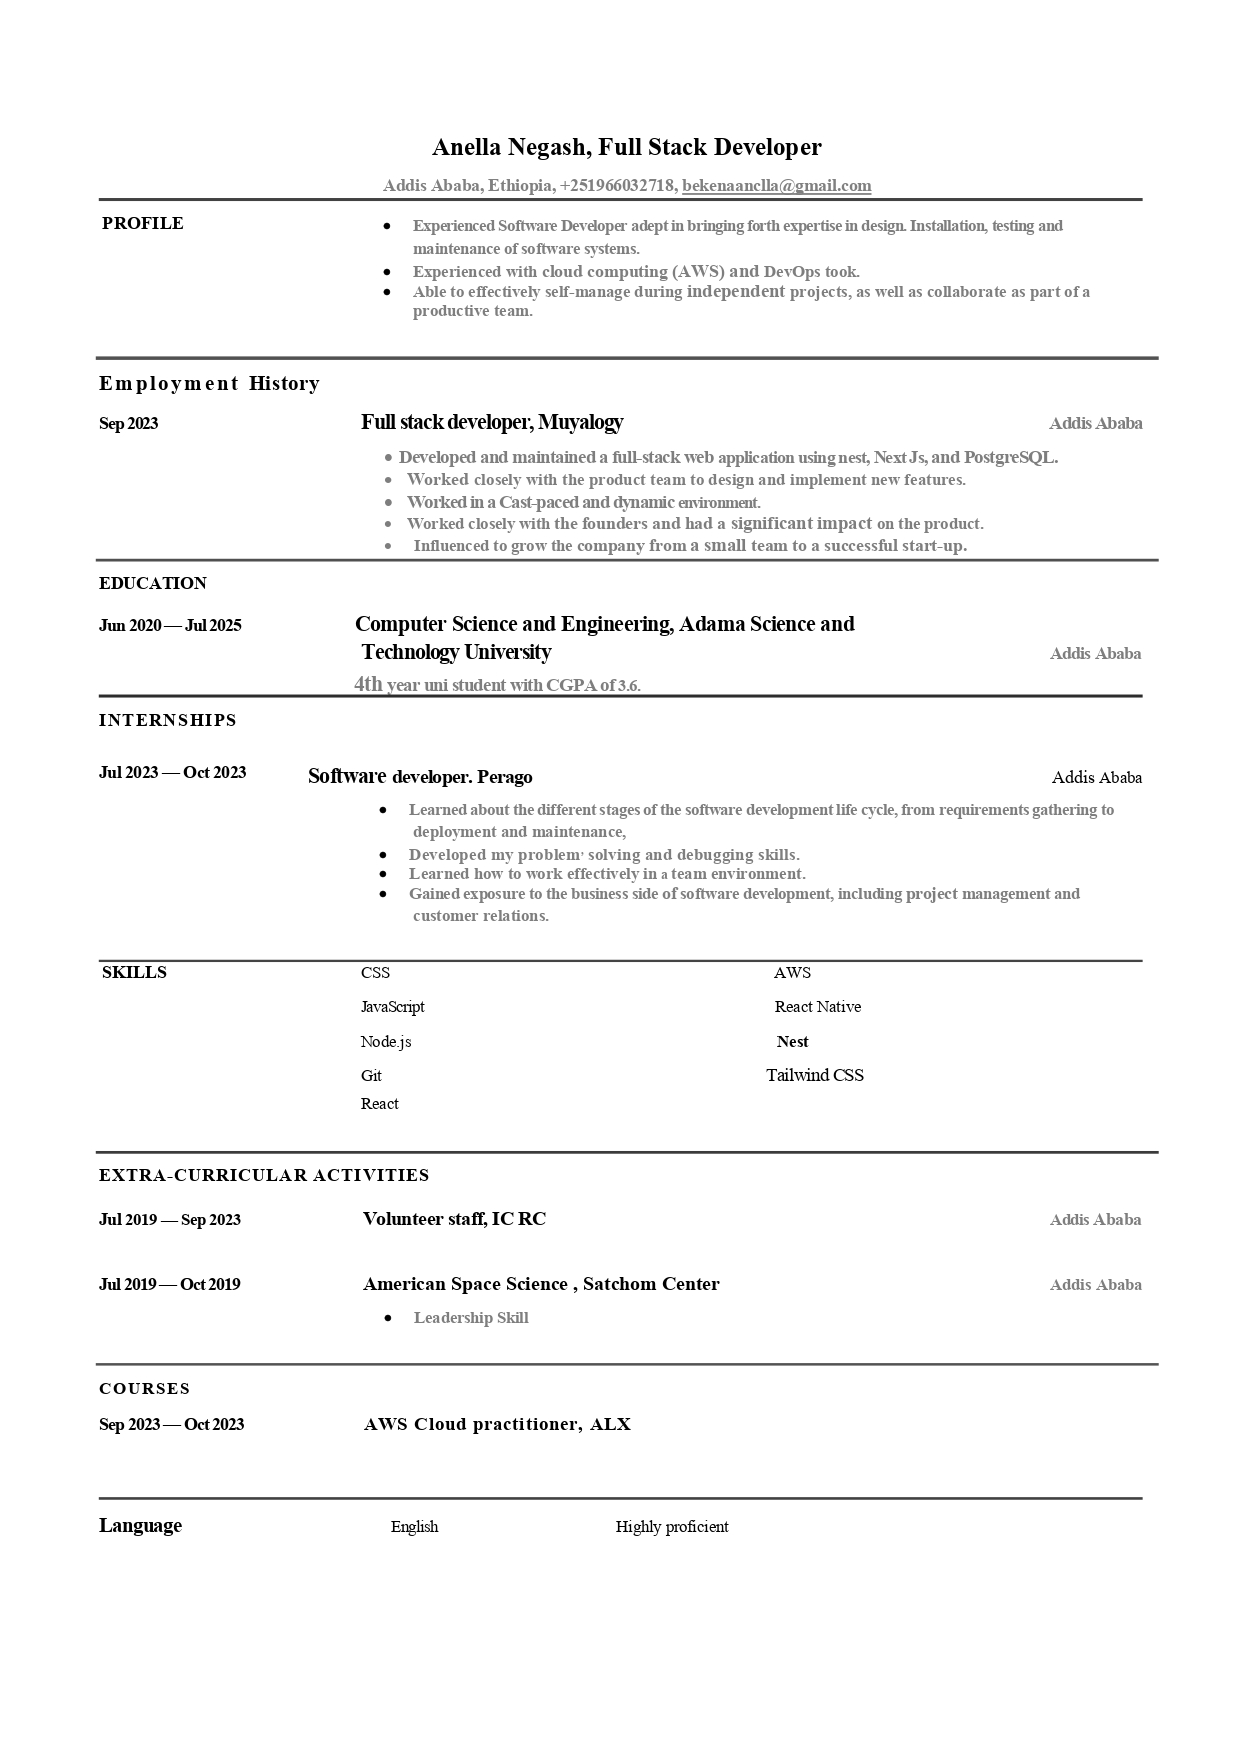 Anella Negash, Full Stack Developer
Addis Ababa, Ethiopia, +251966032718, bekenaanclla@gmail.com
PROFILE
• Experienced Software Developer adept in bringing forth expertise in design. Installation, testing and
maintenance of software systems.
• Experienced with cloud computing (AWS) and DevOps took.
• Able to effectively self-manage during independent projects, as well as collaborate as part of a
productive team.
Employment History
Sep 2023 Full stack developer, Muyalogy Addis Ababa
• Developed and maintained a full-stack web application using nest, Next Js, and PostgreSQL.
• Worked closely with the product team to design and implement new features.
• Worked in a Cast-paced and dynamic environment.
• Worked closely with the founders and had a significant impact on the product.
• Influenced to grow the company from a small team to a successful start-up.
EDUCATION
Jun 2020 — Jul 2025 Computer Science and Engineering, Adama Science and
Technology University Addis Ababa
4th year uni student with CGPA of 3.6.
INTERNSHIPS
Jul 2023 — Oct 2023 Software developer. Perago Addis Ababa
• Learned about the different stages of the software development life cycle, from requirements gathering to
deployment and maintenance,
• Developed my problem' solving and debugging skills.
• Learned how to work effectively in a team environment.
• Gained exposure to the business side of software development, including project management and
customer relations.
SKILLS CSS AWS
JavaScript React Native
Node.js Nest
Git Tailwind CSS
React
EXTRA-CURRICULAR ACTIVITIES
Jul 2019 — Sep 2023 Volunteer staff, IC RC Addis Ababa
Jul 2019 — Oct 2019 American Space Science , Satchom Center Addis Ababa
• Leadership Skill
COURSES
Sep 2023 — Oct 2023 AWS Cloud practitioner, ALX
Language English Highly proficient